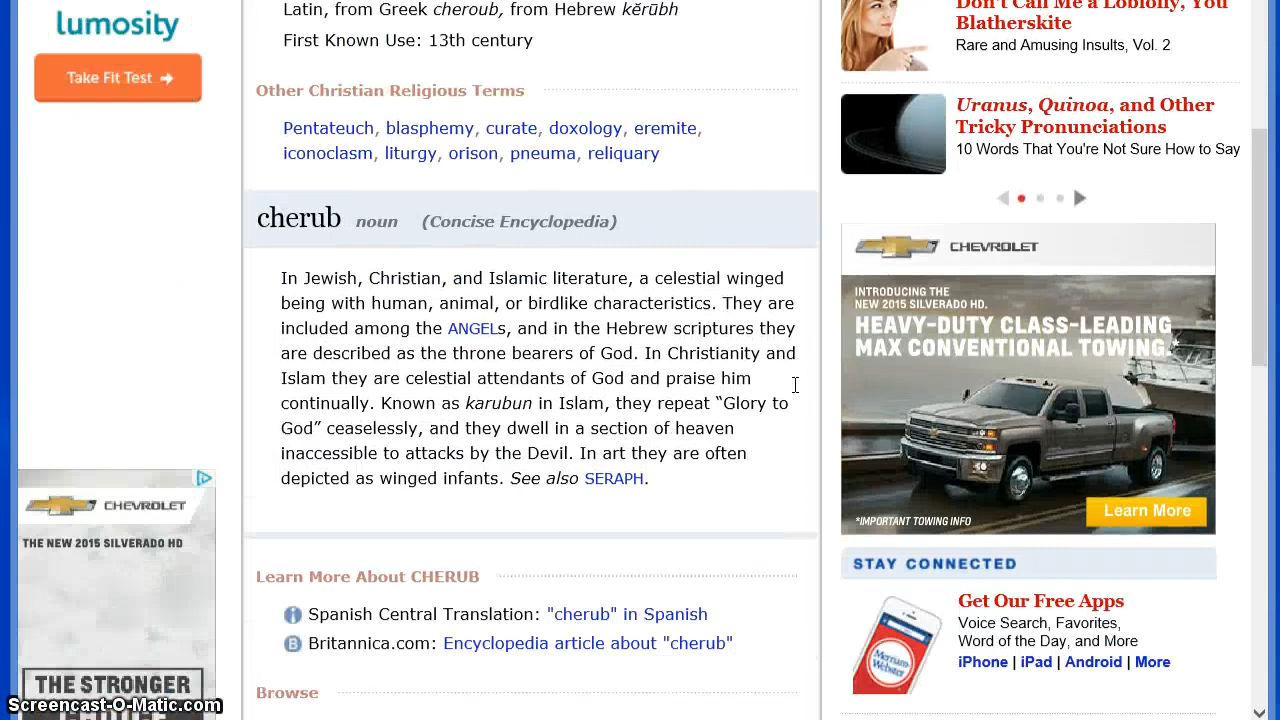 lumosity
Take Fit Test →
Latin, from Greek cheroub, from Hebrew kĕrūbh
First Known Use: 13th century
Other Christian Religious Terms
Pentateuch, blasphemy, curate, doxology, eremite,
iconoclasm, liturgy, orison, pneuma, reliquary
cherub noun (Concise Encyclopedia)
In Jewish, Christian, and Islamic literature, a celestial winged
being with human, animal, or birdlike characteristics. They are
included among the ANGELs, and in the Hebrew scriptures they
are described as the throne bearers of God. In Christianity and
Islam they are celestial attendants of God and praise him
continually. Known as karubun in Islam, they repeat “Glory to
God” ceaselessly, and they dwell in a section of heaven
inaccessible to attacks by the Devil. In art they are often
depicted as winged infants. See also SERAPH.
Learn More About CHERUB
Spanish Central Translation: "cherub" in Spanish
Britannica.com: Encyclopedia article about "cherub"
Browse
Don't Call Me a Loblolly, You
Blatherskite
Rare and Amusing Insults, Vol. 2
Uranus, Quinoa, and Other
Tricky Pronunciations
10 Words That You're Not Sure How to Say
CHEVROLET
INTRODUCING THE
NEW 2015 SILVERADO HD.
HEAVY-DUTY CLASS-LEADING
MAX CONVENTIONAL TOWING.*
*IMPORTANT TOWING INFO
Learn More
STAY CONNECTED
Get Our Free Apps
Voice Search, Favorites,
Word of the Day, and More
iPhone | iPad | Android | More
Merriam-
Webster
CHEVROLET
THE NEW 2015 SILVERADO HD
THE STRONGER
Screencast-O-Matic.com